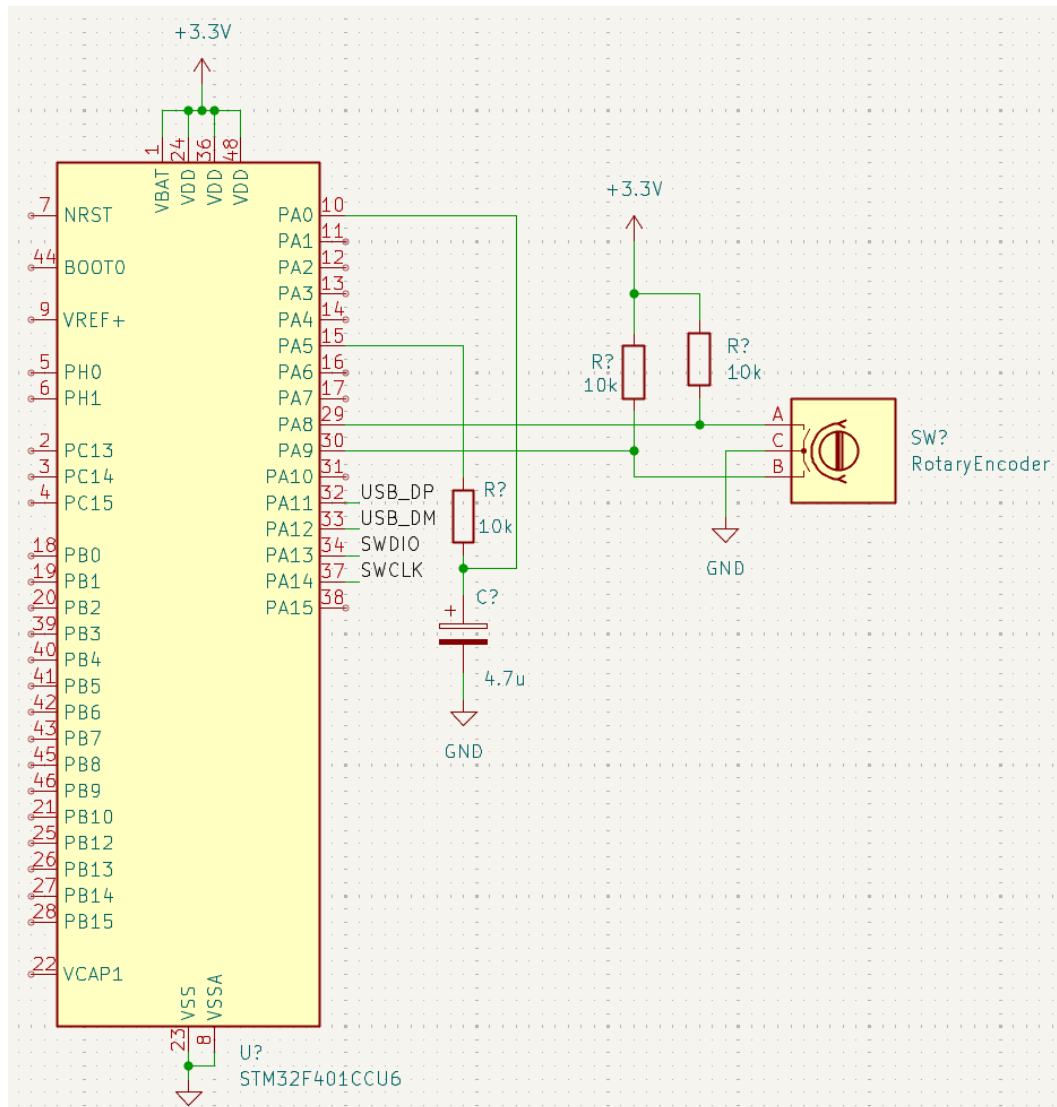 +3.3V
1
24
36
48
VBAT
VDD
VDD
VDD
7 NRST
44 BOOT0
9 VREF+
5 PH0
6 PH1
2 PC13
3 PC14
4 PC15
18 PB0
19 PB1
20 PB2
39 PB3
40 PB4
41 PB5
42 PB6
43 PB7
45 PB8
46 PB9
21 PB10
25 PB12
26 PB13
27 PB14
28 PB15
22 VCAP1
PA0 10
PA1 11
PA2 12
PA3 13
PA4 14
PA5 15
PA6 16
PA7 17
PA8 29
PA9 30
PA10 31
PA11 32 USB_DP
PA12 33 USB_DM
PA13 34 SWDIO
PA14 37 SWCLK
PA15 38
VSS
VSSA
23
8
U?
STM32F401CCU6
R?
10k
+
C?
4.7u
GND
+3.3V
R?
10k
R?
10k
A
C
B
SW?
RotaryEncoder
GND